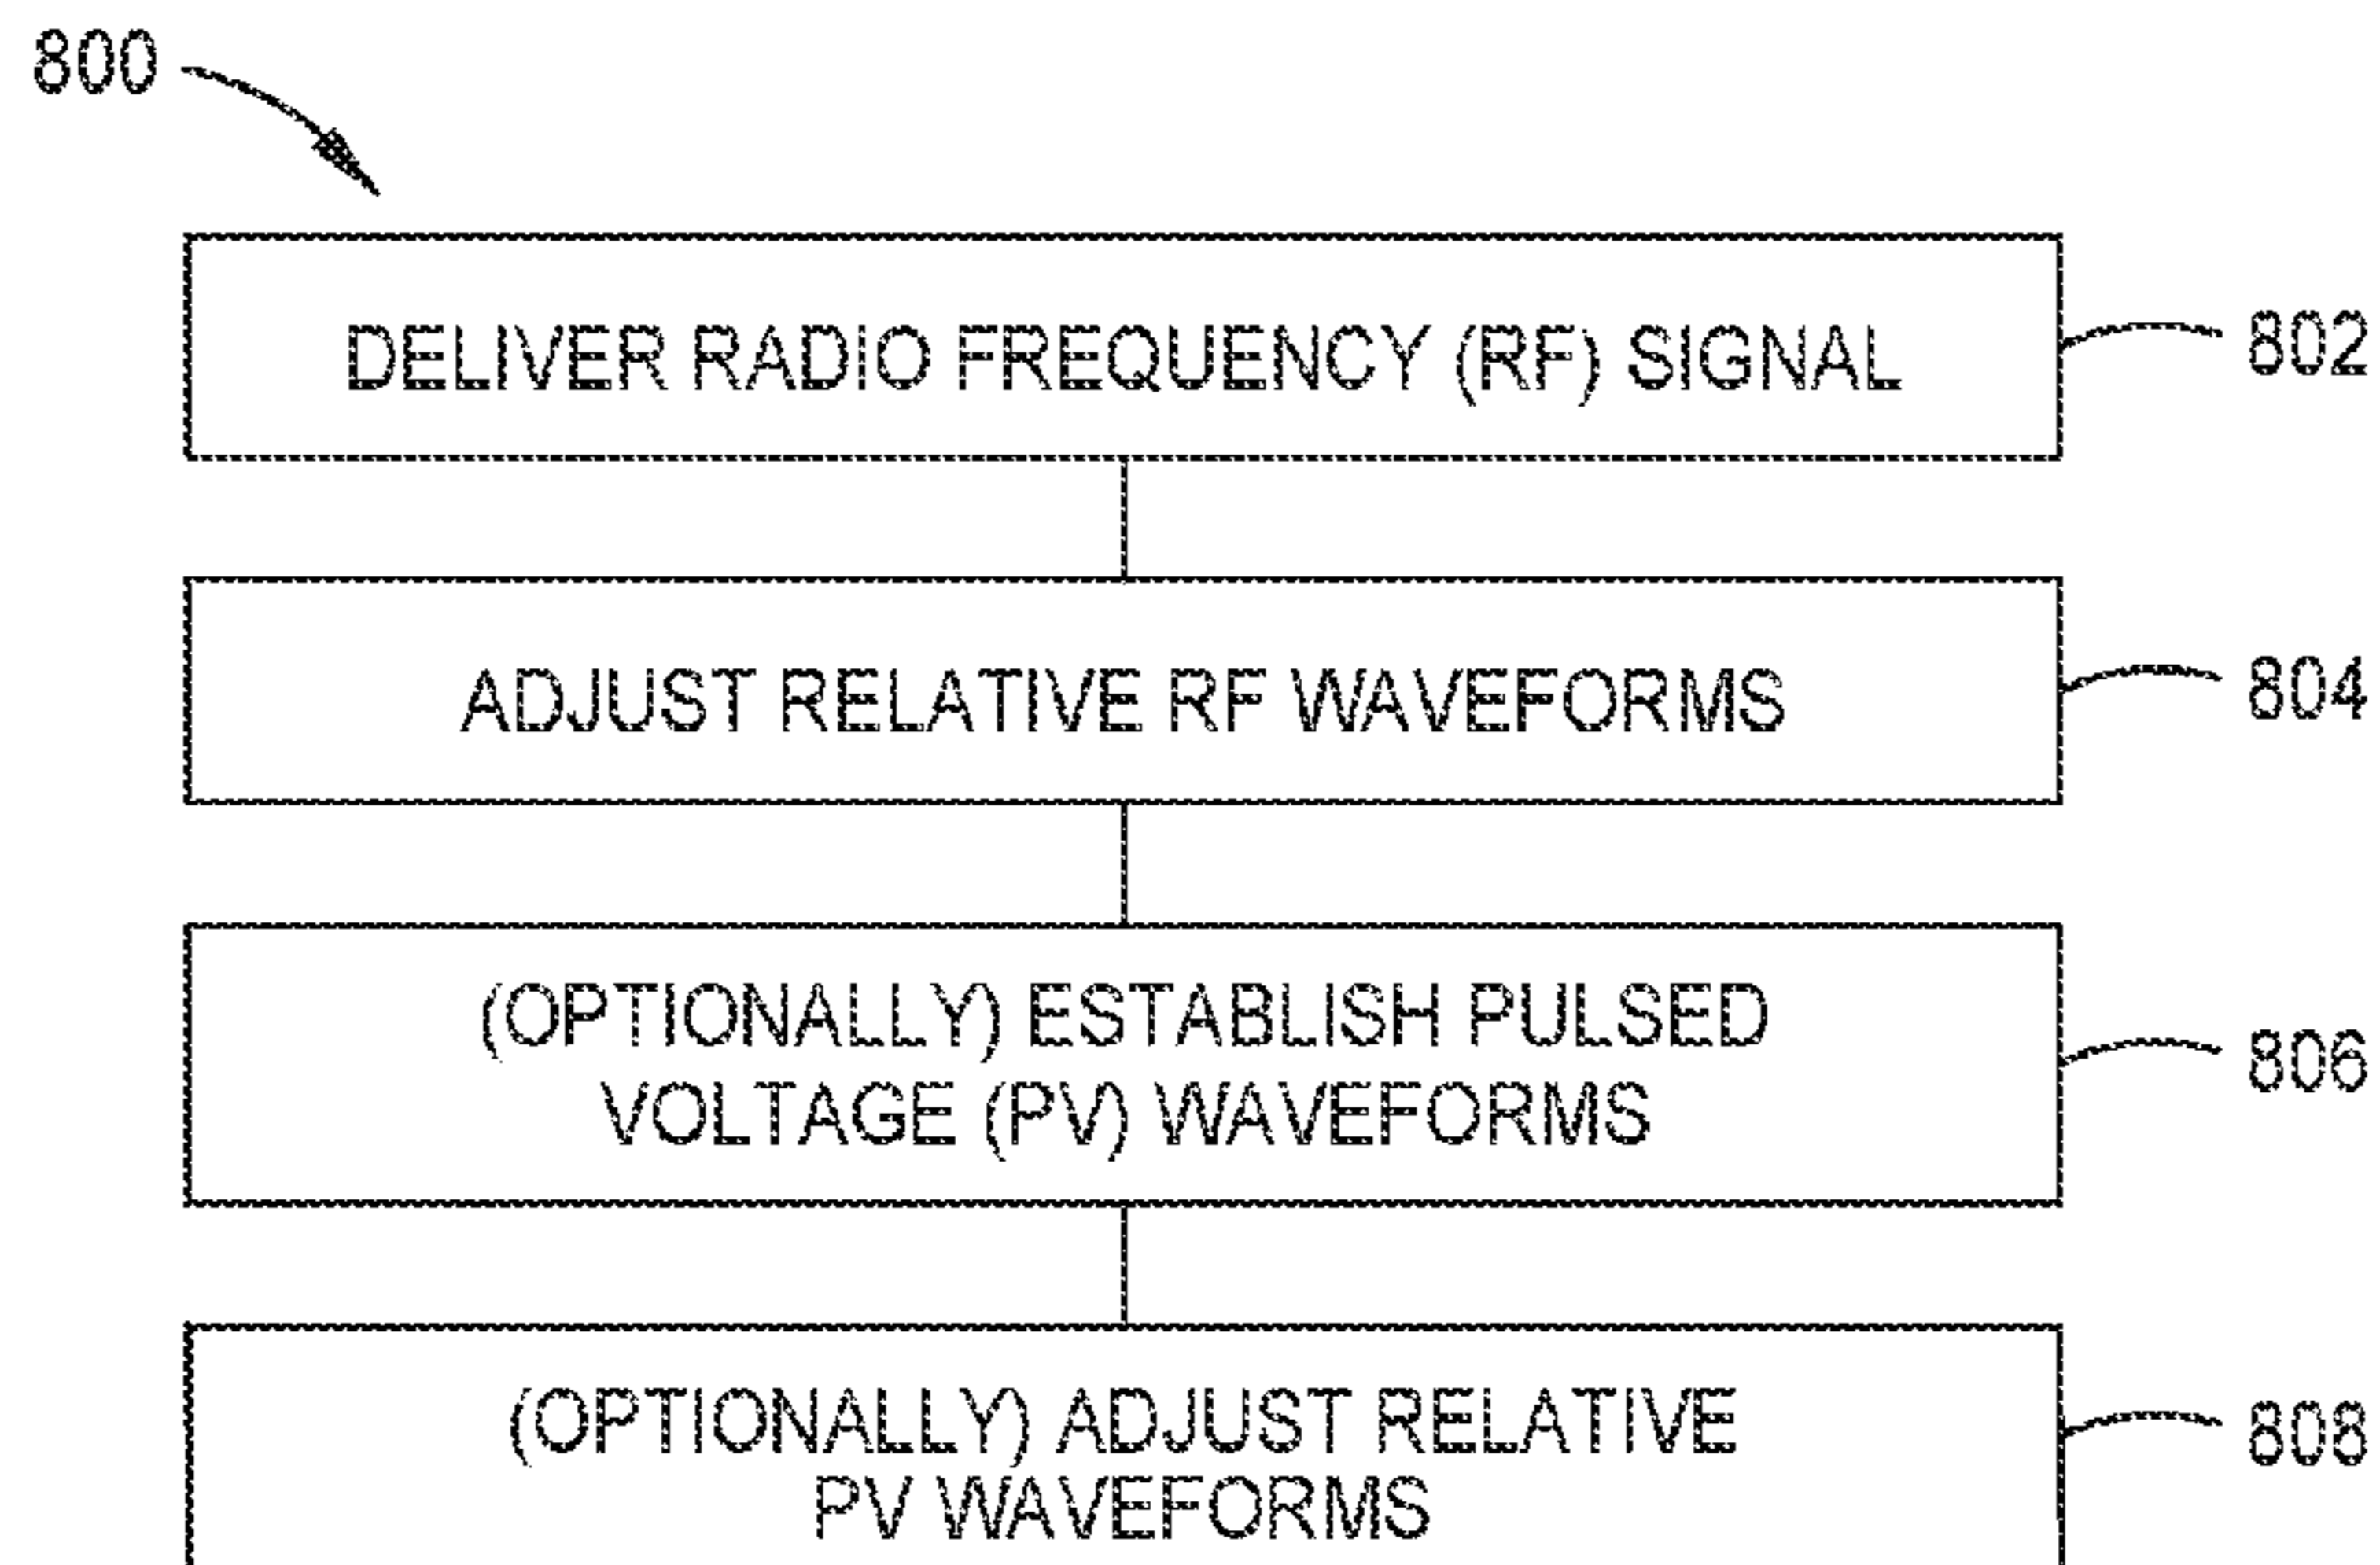 800
DELIVER RADIO FREQUENCY (RF) SIGNAL
802
ADJUST RELATIVE RF WAVEFORMS
804
(OPTIONALLY) ESTABLISH PULSED
VOLTAGE (PV) WAVEFORMS
806
(OPTIONALLY) ADJUST RELATIVE
PV WAVEFORMS
808